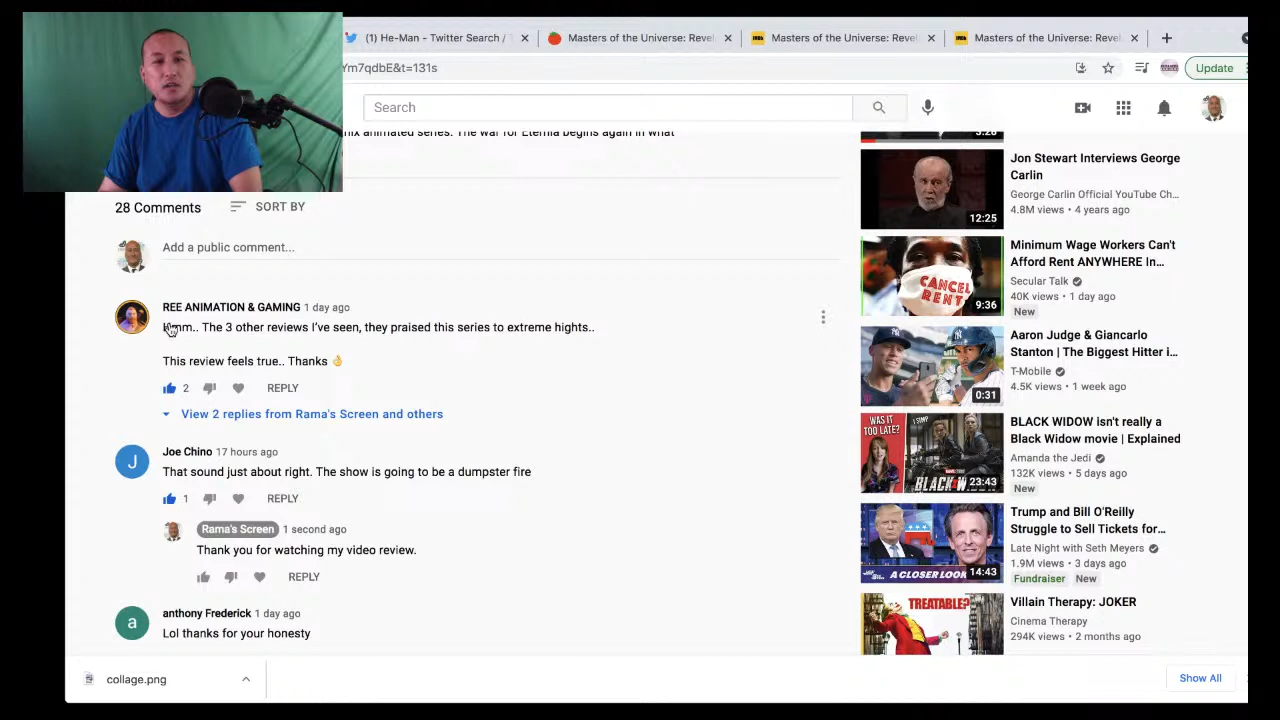 (1) He-Man - Twitter Search /
Masters of the Universe: Revel
Masters of the Universe: Revel
Masters of the Universe: Revel
Ym7qdbE&t=131s
Update
Search
animated series. The war for Eternia begins again in what
28 Comments
SORT BY
Add a public comment...
REE ANIMATION & GAMING 1 day ago
Hmm.. The 3 other reviews I've seen, they praised this series to extreme hights..
This review feels true.. Thanks 👌
2
REPLY
View 2 replies from Rama's Screen and others
J
Joe Chino 17 hours ago
That sound just about right. The show is going to be a dumpster fire
1
REPLY
Rama's Screen 1 second ago
Thank you for watching my video review.
REPLY
a
anthony Frederick 1 day ago
Lol thanks for your honesty
3:28
12:25
Jon Stewart Interviews George
Carlin
George Carlin Official YouTube Ch...
4.8M views • 4 years ago
CANCEL
RENT
9:36
Minimum Wage Workers Can't
Afford Rent ANYWHERE In...
Secular Talk
40K views • 1 day ago
New
0:31
Aaron Judge & Giancarlo
Stanton | The Biggest Hitter i...
T-Mobile
4.5K views • 1 week ago
WAS IT
TOO LATE?
BLACK WIDOW
23:43
BLACK WIDOW isn't really a
Black Widow movie | Explained
Amanda the Jedi
132K views • 5 days ago
New
A CLOSER LOOK
14:43
Trump and Bill O'Reilly
Struggle to Sell Tickets for...
Late Night with Seth Meyers
1.9M views • 3 days ago
Fundraiser New
TREATABLE?
Villain Therapy: JOKER
Cinema Therapy
294K views • 2 months ago
collage.png
Show All